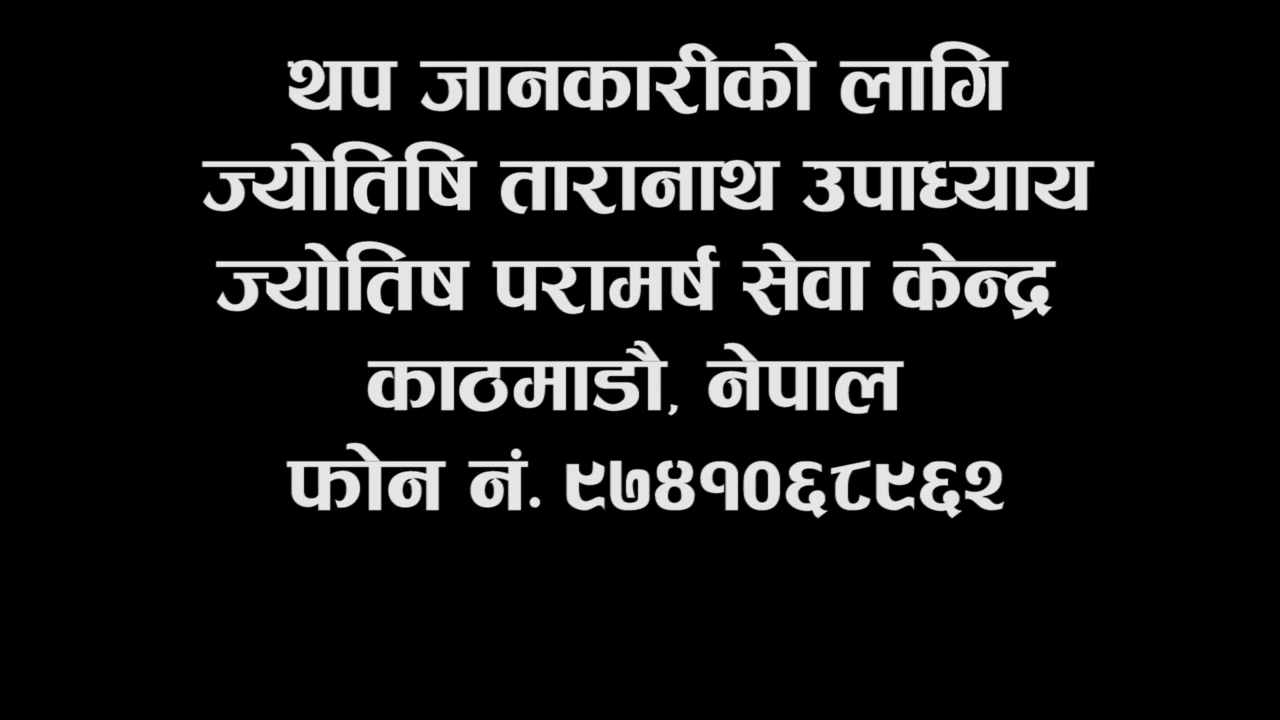 थप जानकारीको लागि
ज्योतिषि तारानाथ उपाध्याय
ज्योतिष परामर्ष सेवा केन्द्र
काठमाडौ, नेपाल
फोन नं. ९७४१०६८९६२